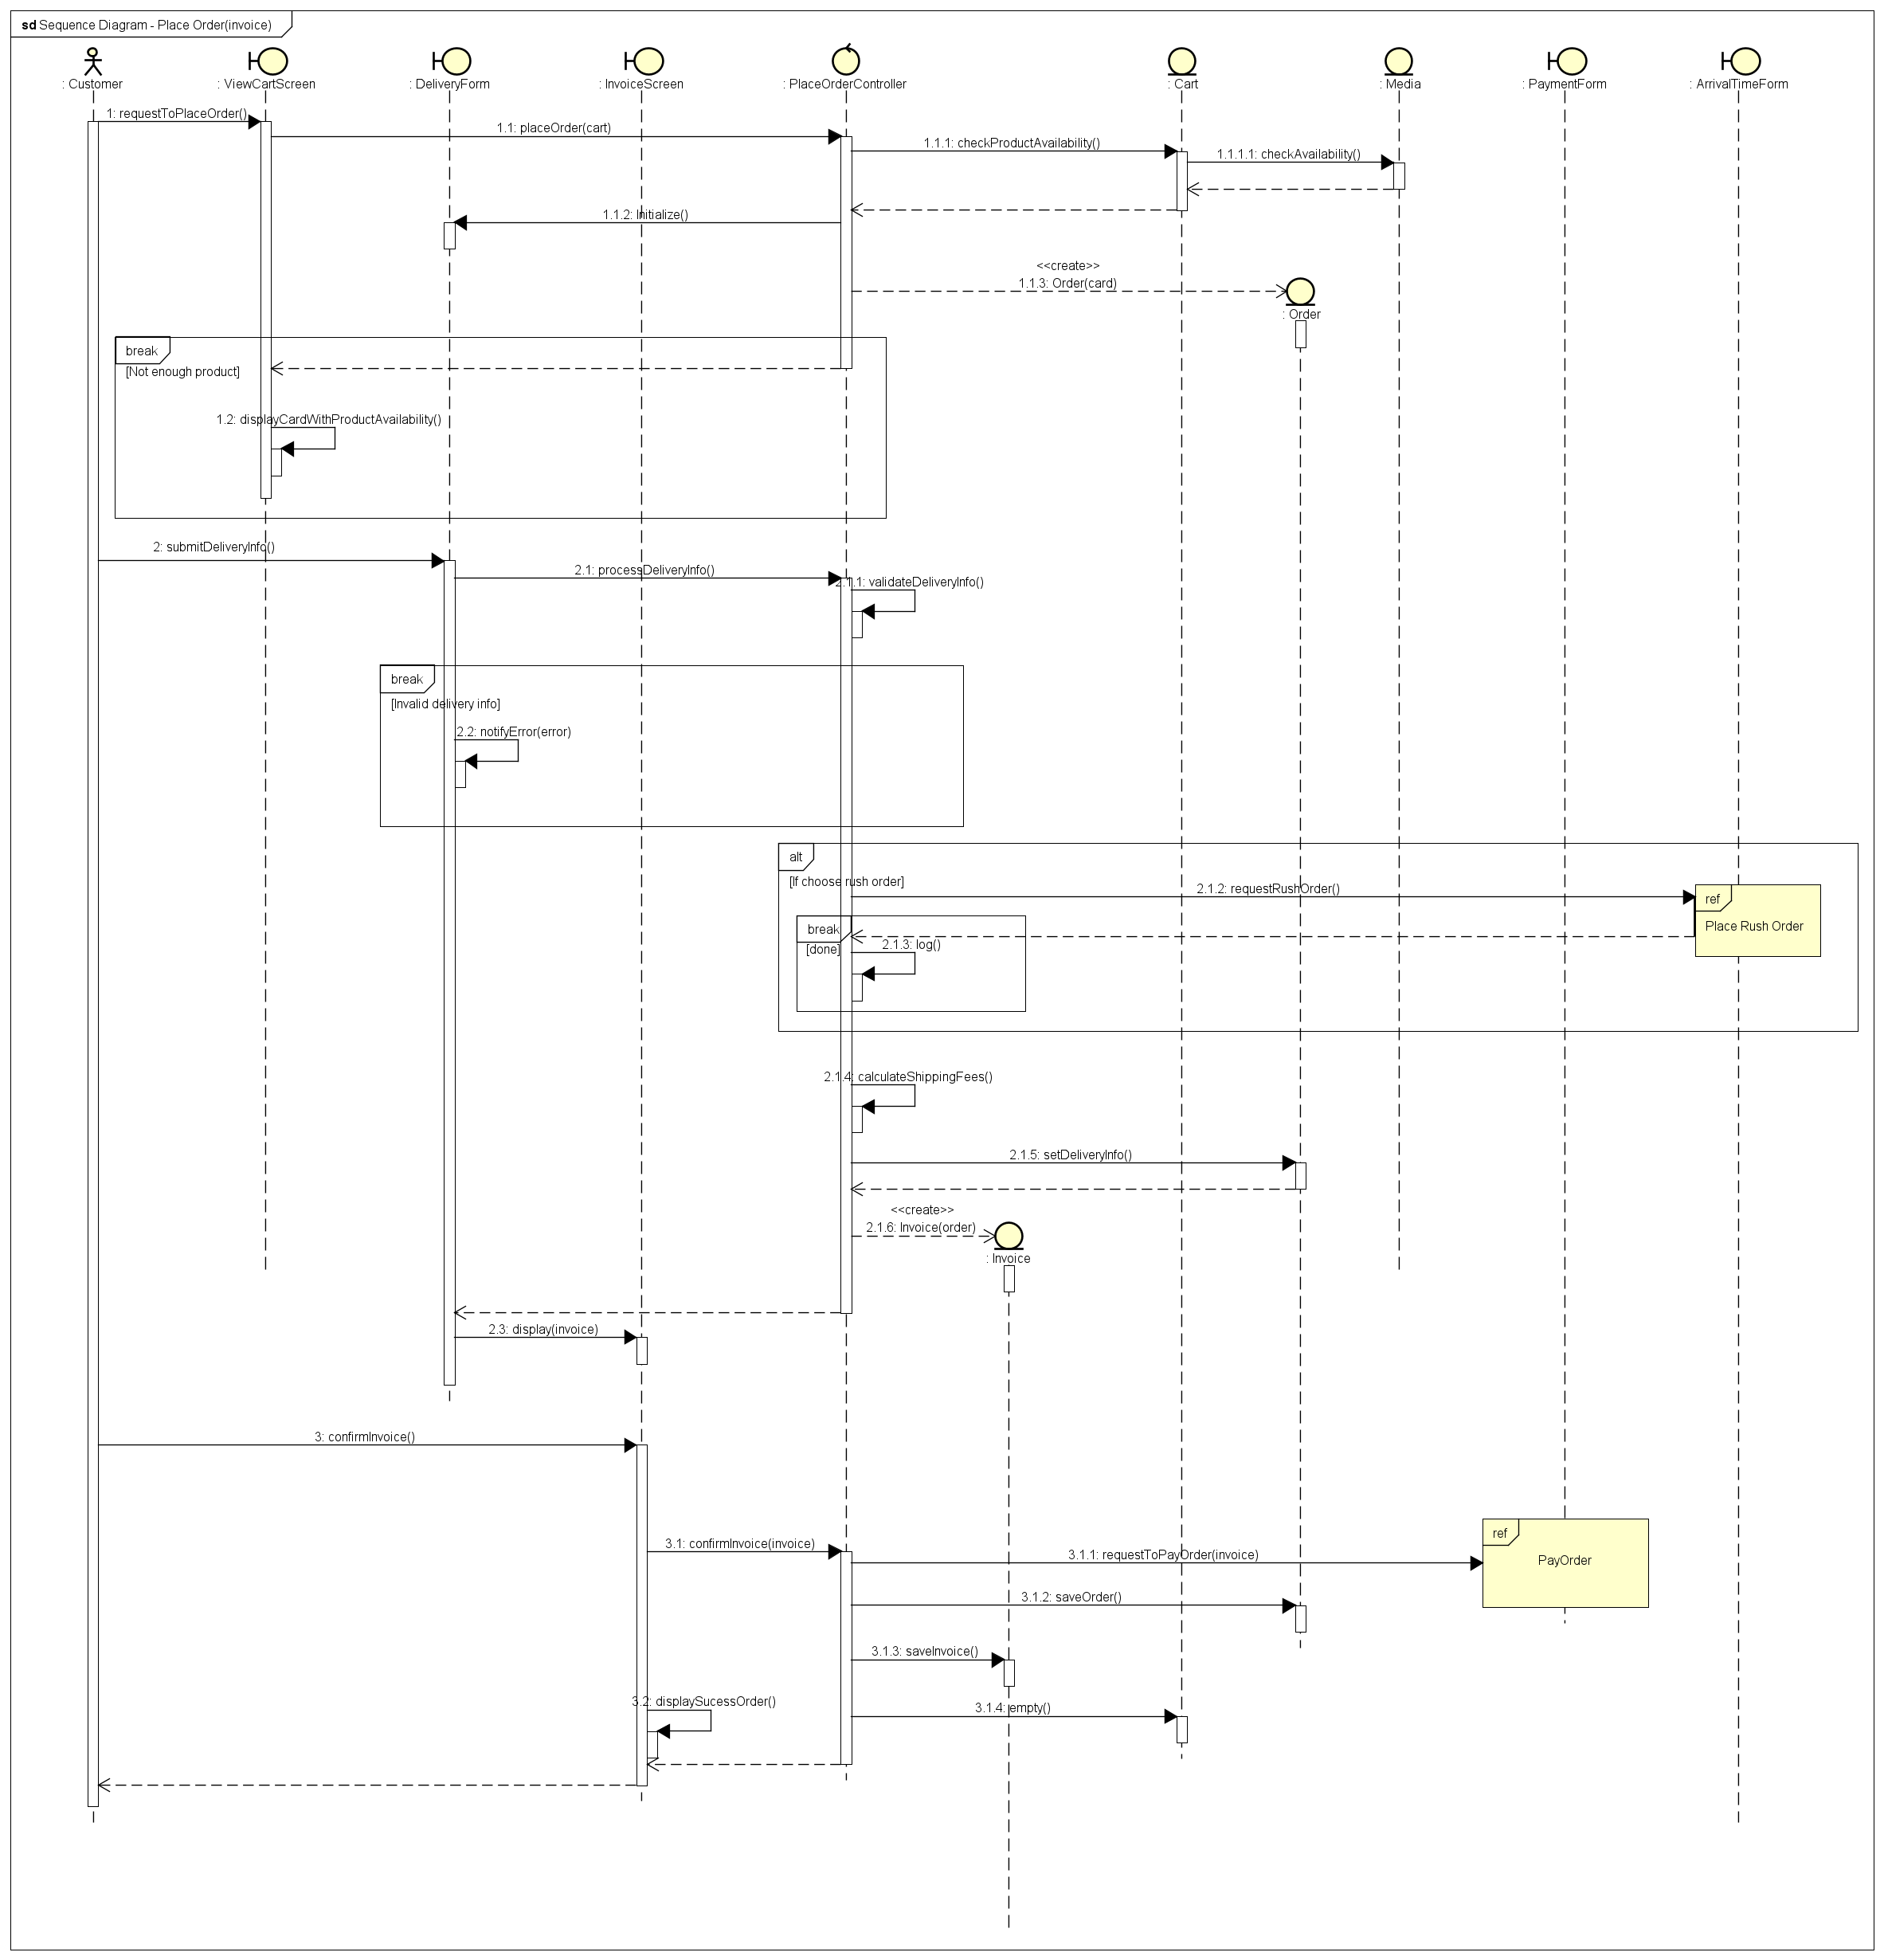 sd Sequence Diagram - Place Order(invoice)
: Customer
: ViewCartScreen
: DeliveryForm
: InvoiceScreen
: PlaceOrderController
: Cart
: Media
: PaymentForm
: ArrivalTimeForm
1: requestToPlaceOrder()
1.1: placeOrder(cart)
1.1.1: checkProductAvailability()
1.1.1.1: checkAvailability()
1.1.2: Initialize()
<<create>>
1.1.3: Order(card)
: Order
break
[Not enough product]
1.2: displayCardWithProductAvailability()
2: submitDeliveryInfo()
2.1: processDeliveryInfo()
2.1.1: validateDeliveryInfo()
break
[Invalid delivery info]
2.2: notifyError(error)
alt
[If choose rush order]
2.1.2: requestRushOrder()
ref
Place Rush Order
break
[done]
2.1.3: log()
2.1.4: calculateShippingFees()
2.1.5: setDeliveryInfo()
<<create>>
2.1.6: Invoice(order)
: Invoice
2.3: display(invoice)
3: confirmInvoice()
ref
PayOrder
3.1: confirmInvoice(invoice)
3.1.1: requestToPayOrder(invoice)
3.1.2: saveOrder()
3.1.3: saveInvoice()
3.2: displaySucessOrder()
3.1.4: empty()